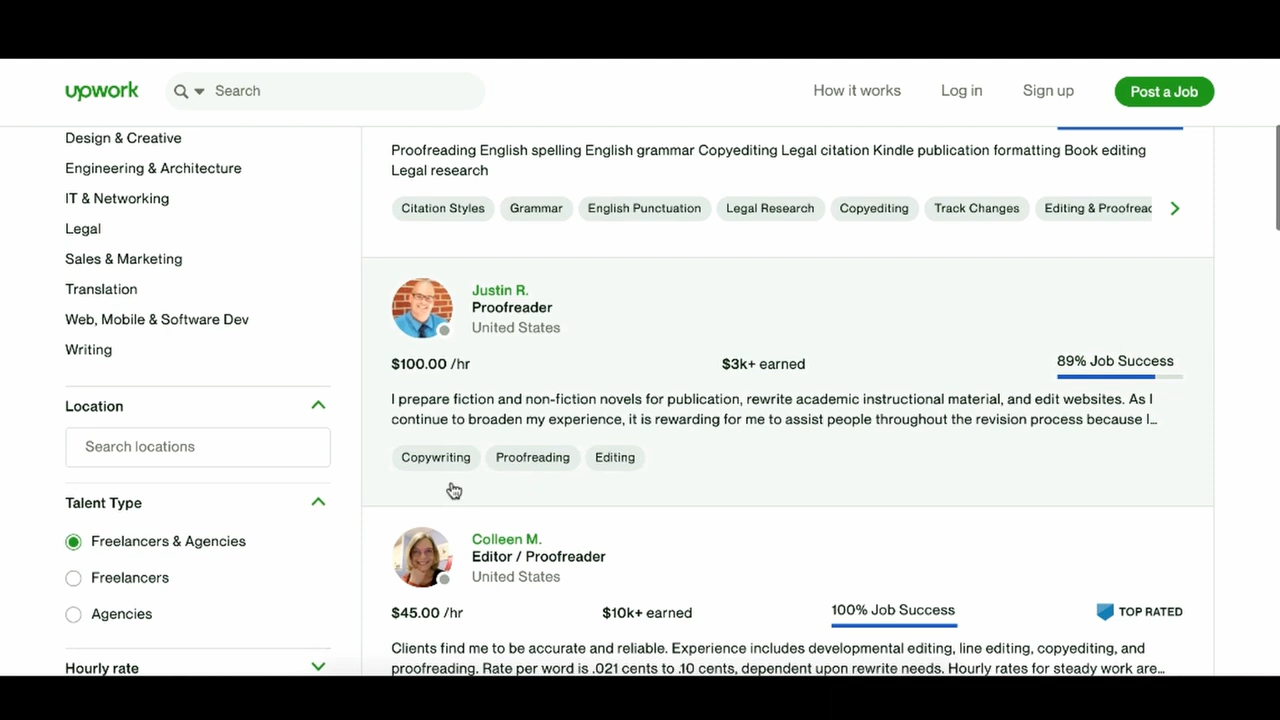 upwork
Search
How it works
Log in
Sign up
Post a Job
Design & Creative
Engineering & Architecture
IT & Networking
Legal
Sales & Marketing
Translation
Web, Mobile & Software Dev
Writing
Location
Search locations
Talent Type
Freelancers & Agencies
Freelancers
Agencies
Hourly rate
Proofreading English spelling English grammar Copyediting Legal citation Kindle publication formatting Book editing
Legal research
Citation Styles Grammar English Punctuation Legal Research Copyediting Track Changes Editing & Proofreac
Justin R.
Proofreader
United States
$100.00 /hr $3k+ earned 89% Job Success
I prepare fiction and non-fiction novels for publication, rewrite academic instructional material, and edit websites. As I
continue to broaden my experience, it is rewarding for me to assist people throughout the revision process because I...
Copywriting Proofreading Editing
Colleen M.
Editor / Proofreader
United States
$45.00 /hr $10k+ earned 100% Job Success TOP RATED
Clients find me to be accurate and reliable. Experience includes developmental editing, line editing, copyediting, and
proofreading. Rate per word is .021 cents to .10 cents, dependent upon rewrite needs. Hourly rates for steady work are...